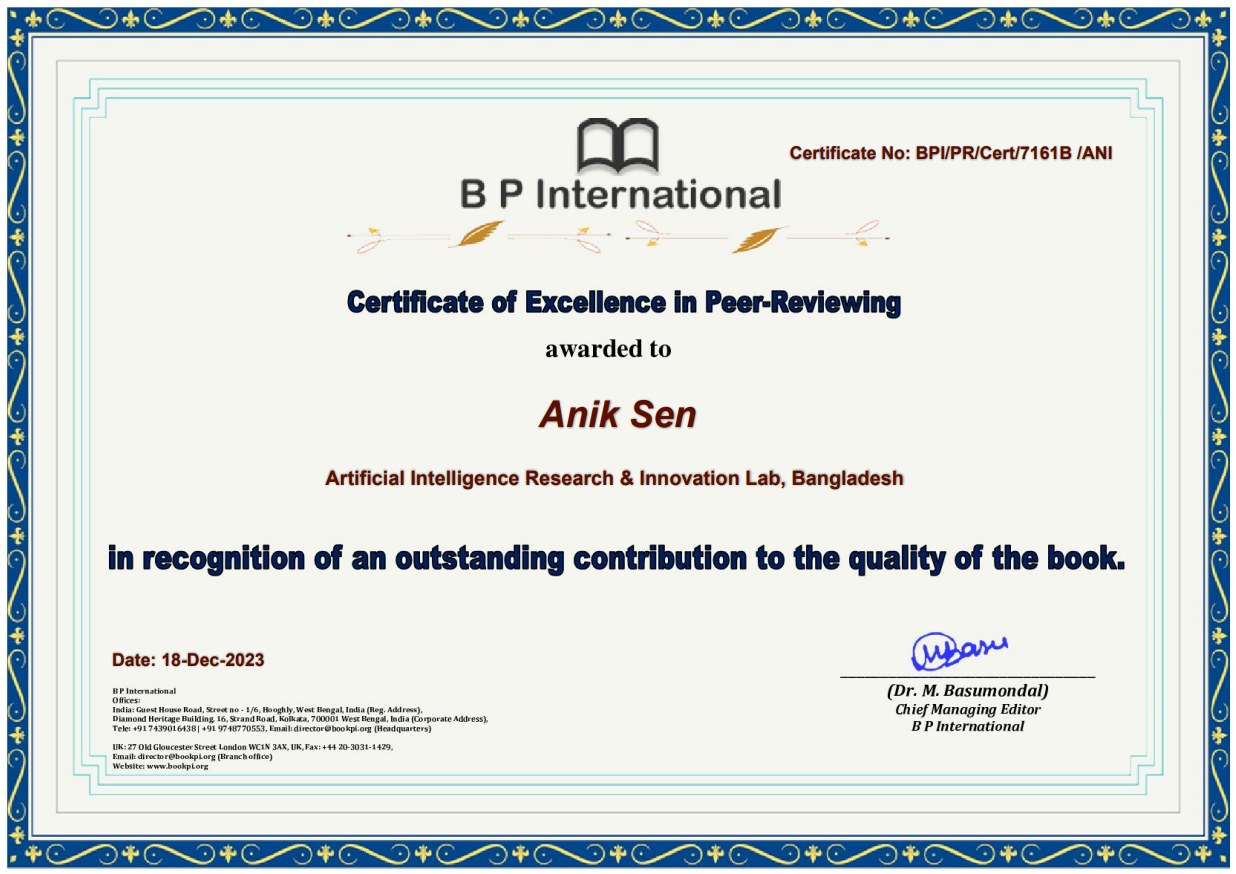 Certificate No: BPI/PR/Cert/7161B /ANI
B P International
Certificate of Excellence in Peer-Reviewing
awarded to
Anik Sen
Artificial Intelligence Research & Innovation Lab, Bangladesh
in recognition of an outstanding contribution to the quality of the book.
Date: 18-Dec-2023
B P International
Offices:
India: Guest House Road, Street no - 1/6, Hooghly, West Bengal, India (Reg. Address),
Diamond Heritage Building, 16, Strand Road, Kolkata, 700001 West Bengal, India (Corporate Address),
Tele: +91 7439016438 | +91 9748770553, Email: director@bookpi.org (Headquarters)
UK: 27 Old Gloucester Street London WC1N 3AX, UK, Fax: +44 20-3031-1429,
Email: director@bookpi.org (Branch office)
Website: www.bookpi.org
MBasu
(Dr. M. Basumondal)
Chief Managing Editor
B P International